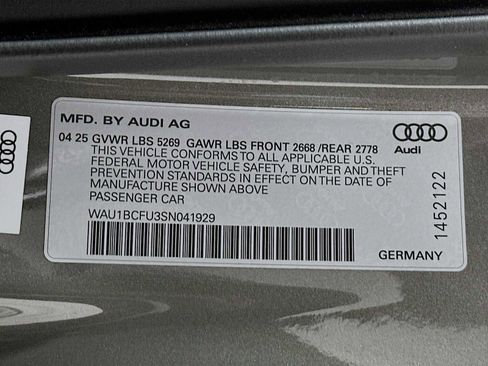 MFD. BY AUDI AG
04 25 GVWR LBS 5269 GAWR LBS FRONT 2668 /REAR 2778
THIS VEHICLE CONFORMS TO ALL APPLICABLE U.S.
FEDERAL MOTOR VEHICLE SAFETY, BUMPER AND THEFT
PREVENTION STANDARDS IN EFFECT ON THE DATE OF
MANUFACTURE SHOWN ABOVE
PASSENGER CAR
WAU1BCFU3SN041929
Audi
1452122
GERMANY